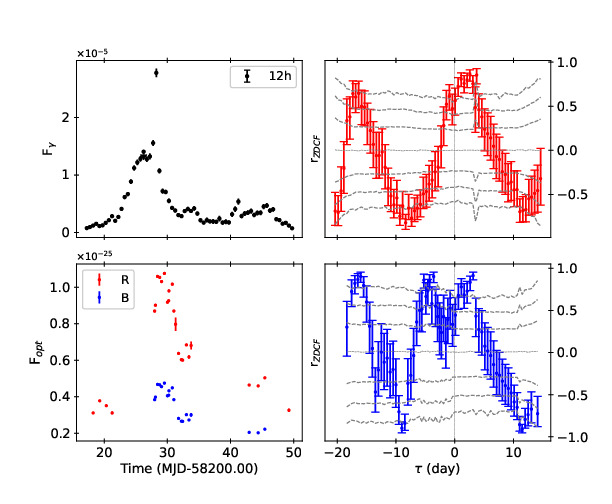 ×10⁻⁵
12h
2
1
0
F_γ
1.0
0.5
0.0
−0.5
r_ZDCF
×10⁻²⁵
R
B
1.0
0.8
0.6
0.4
0.2
F_opt
20 30 40 50
Time (MJD-58200.00)
1.0
0.5
0.0
−0.5
−1.0
r_ZDCF
−20 −10 0 10
τ (day)